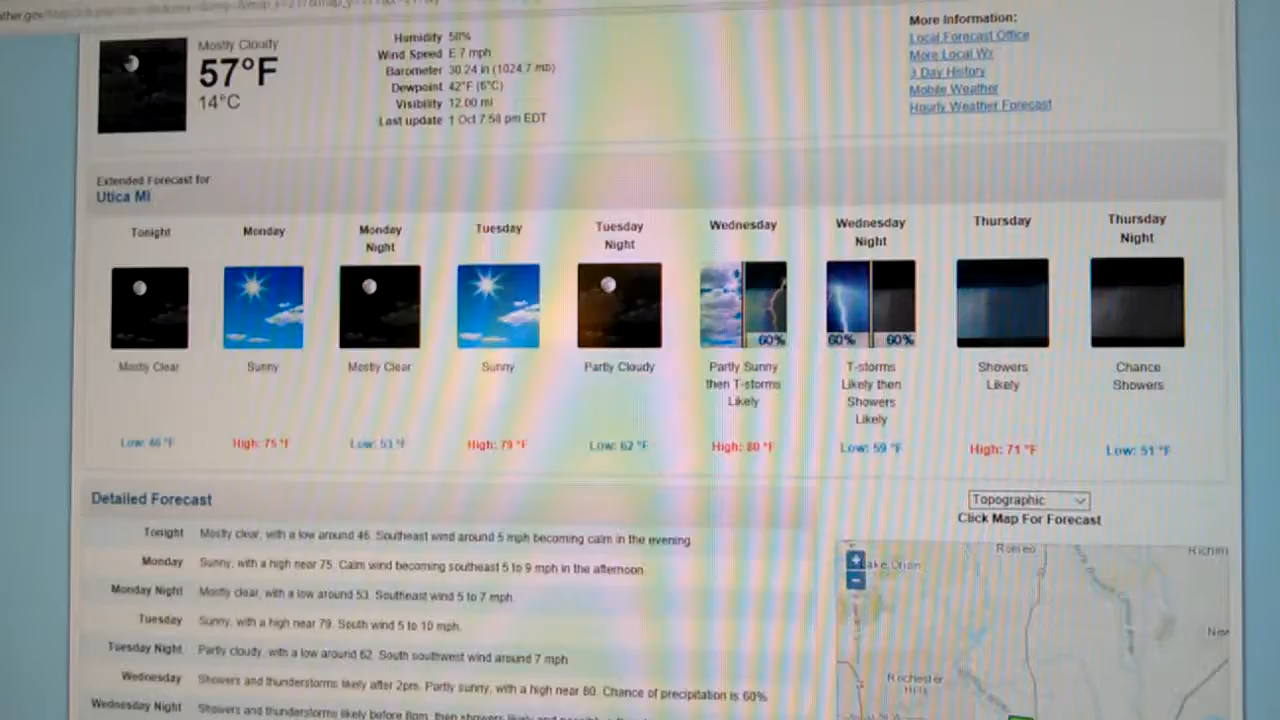 Mostly Cloudy
57°F
14°C
Humidity 58%
Wind Speed E 7 mph
Barometer 30.24 in (1024.7 mb)
Dewpoint 42°F (6°C)
Visibility 12.00 mi
Last update 1 Oct 7:58 pm EDT
More Information:
Local Forecast Office
More Local Wx
3 Day History
Mobile Weather
Hourly Weather Forecast
Extended Forecast for
Utica MI
Tonight
Mostly Clear
Low: 46 °F
Monday
Sunny
High: 75 °F
Monday
Night
Mostly Clear
Low: 53 °F
Tuesday
Sunny
High: 79 °F
Tuesday
Night
Partly Cloudy
Low: 62 °F
Wednesday
60%
Partly Sunny
then T-storms
Likely
High: 80 °F
Wednesday
Night
60% 60%
T-storms
Likely then
Showers
Likely
Low: 59 °F
Thursday
Showers
Likely
High: 71 °F
Thursday
Night
Chance
Showers
Low: 51 °F
Detailed Forecast
Tonight Mostly clear, with a low around 46. Southeast wind around 5 mph becoming calm in the evening.
Monday Sunny, with a high near 75. Calm wind becoming southeast 5 to 9 mph in the afternoon.
Monday Night Mostly clear, with a low around 53. Southeast wind 5 to 7 mph.
Tuesday Sunny, with a high near 79. South wind 5 to 10 mph.
Tuesday Night Partly cloudy, with a low around 62. South southwest wind around 7 mph.
Wednesday Showers and thunderstorms likely after 2pm. Partly sunny, with a high near 80. Chance of precipitation is 60%.
Wednesday Night Showers and thunderstorms likely before 8pm, then showers likely and
Topographic
Click Map For Forecast
+
-
Lake Orion
Romeo
Richm
New
Rochester
Hills